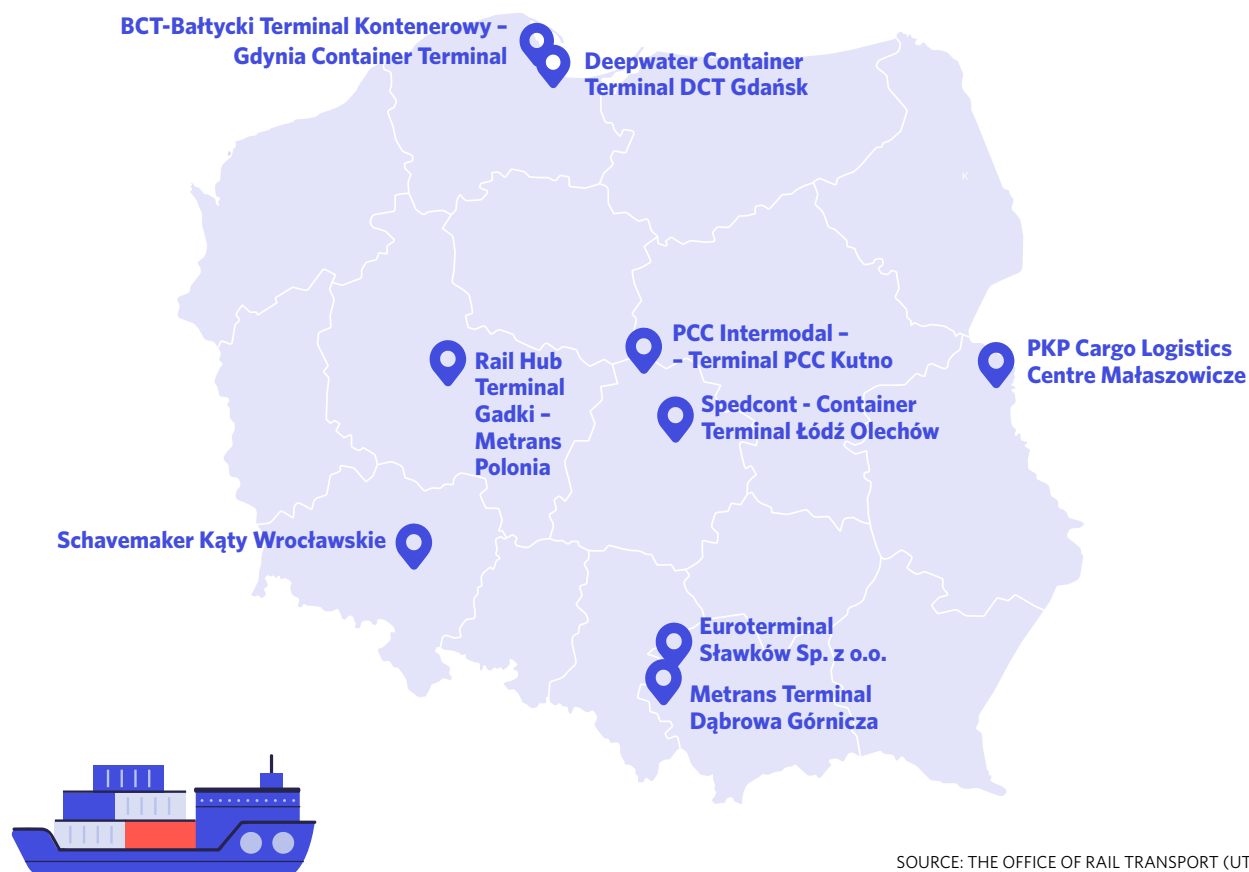 BCT-Bałtycki Terminal Kontenerowy –
Gdynia Container Terminal
Deepwater Container
Terminal DCT Gdańsk
K
PCC Intermodal –
– Terminal PCC Kutno
PKP Cargo Logistics
Centre Małaszowicze
Rail Hub
Terminal
Gadki –
Metrans
Polonia
Spedcont - Container
Terminal Łódź Olechów
Schavemaker Kąty Wrocławskie
Euroterminal
Sławków Sp. z o.o.
Metrans Terminal
Dąbrowa Górnicza
SOURCE: THE OFFICE OF RAIL TRANSPORT (UT